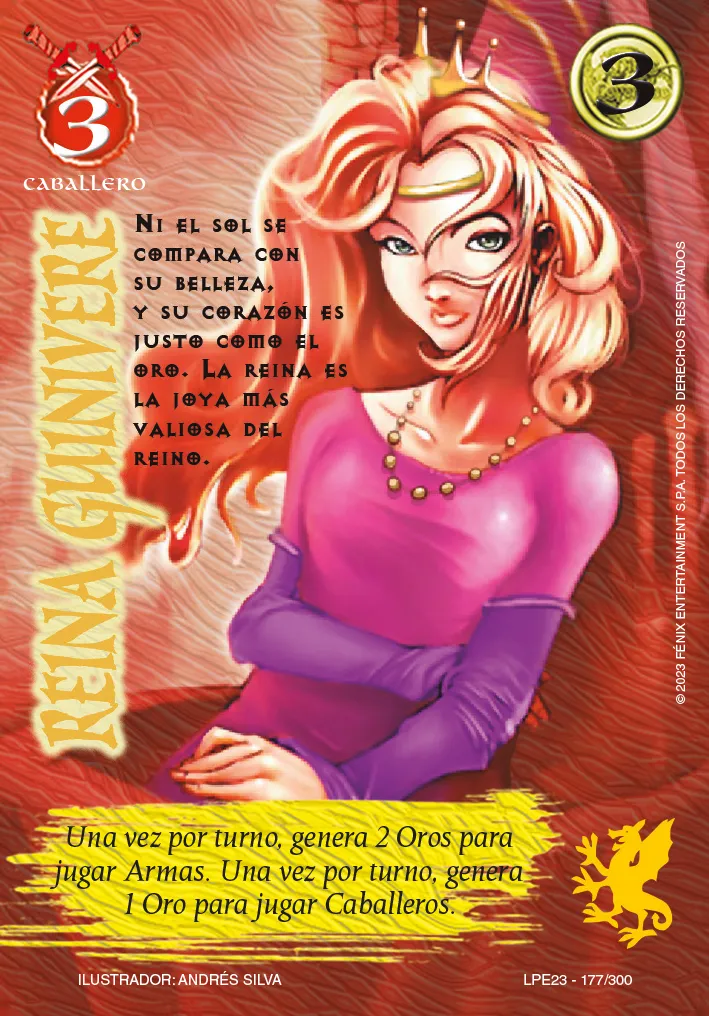 3
CABALLERO
3
REINA GUINIVERE
NI EL SOL SE
COMPARA CON
SU BELLEZA,
Y SU CORAZÓN ES
JUSTO COMO EL
ORO. LA REINA ES
LA JOYA MÁS
VALIOSA DEL
REINO.
© 2023 FÉNIX ENTERTAINMENT S.P.A. TODOS LOS DERECHOS RESERVADOS
Una vez por turno, genera 2 Oros para
jugar Armas. Una vez por turno, genera
1 Oro para jugar Caballeros.
ILUSTRADOR: ANDRÉS SILVA
LPE23 - 177/300